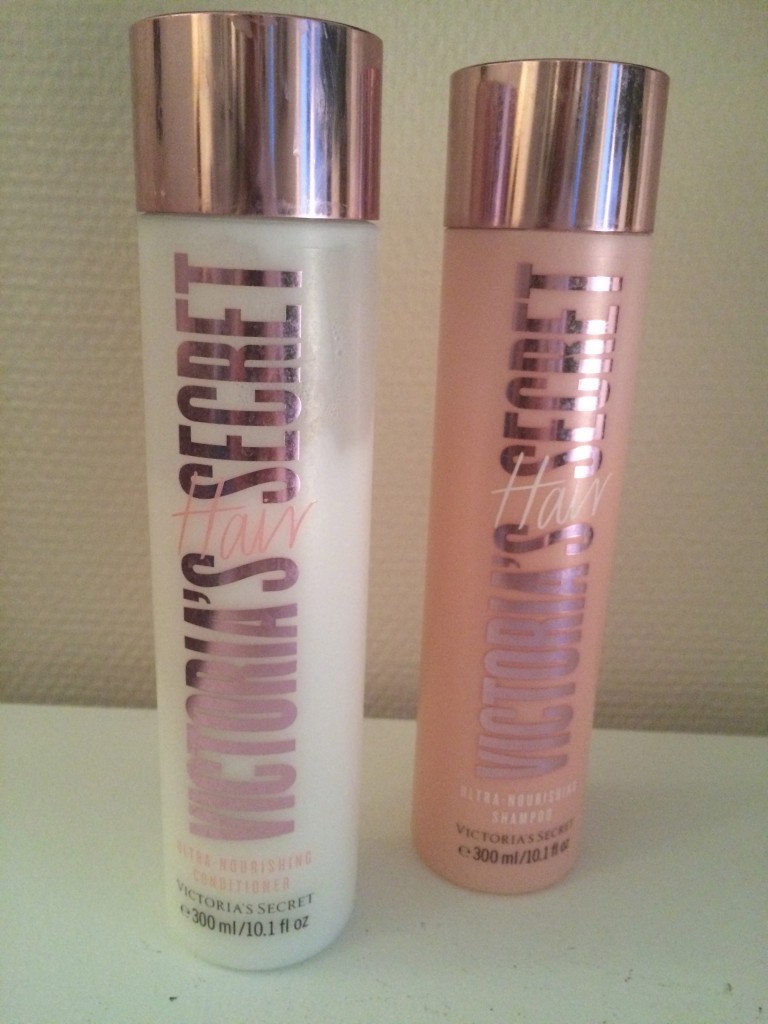 VICTORIA'S SECRET
Hair
ULTRA-NOURISHING
CONDITIONER
VICTORIA'S SECRET
℮300 ml/10.1 fl oz
VICTORIA'S SECRET
Hair
ULTRA-NOURISHING
SHAMPOO
VICTORIA'S SECRET
℮300 ml/10.1 fl oz